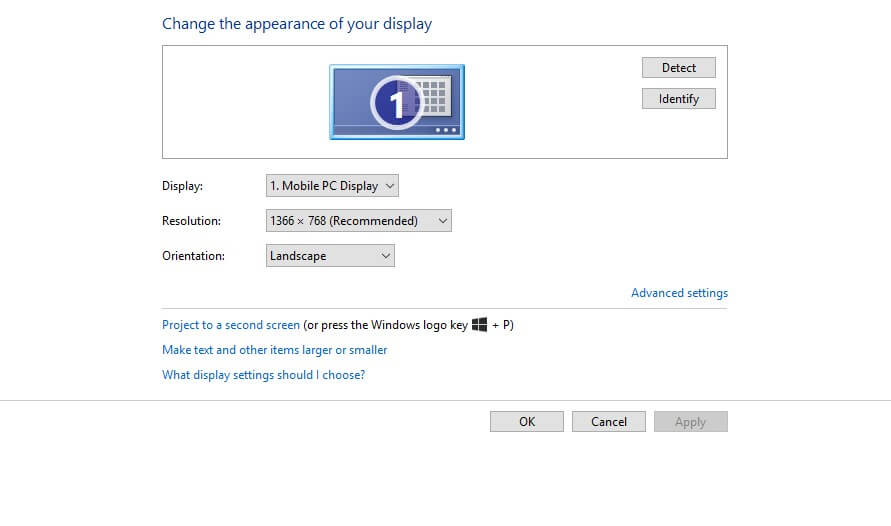 Change the appearance of your display
1
Detect
Identify
Display: 1. Mobile PC Display
Resolution: 1366 × 768 (Recommended)
Orientation: Landscape
Advanced settings
Project to a second screen (or press the Windows logo key + P)
Make text and other items larger or smaller
What display settings should I choose?
OK Cancel Apply